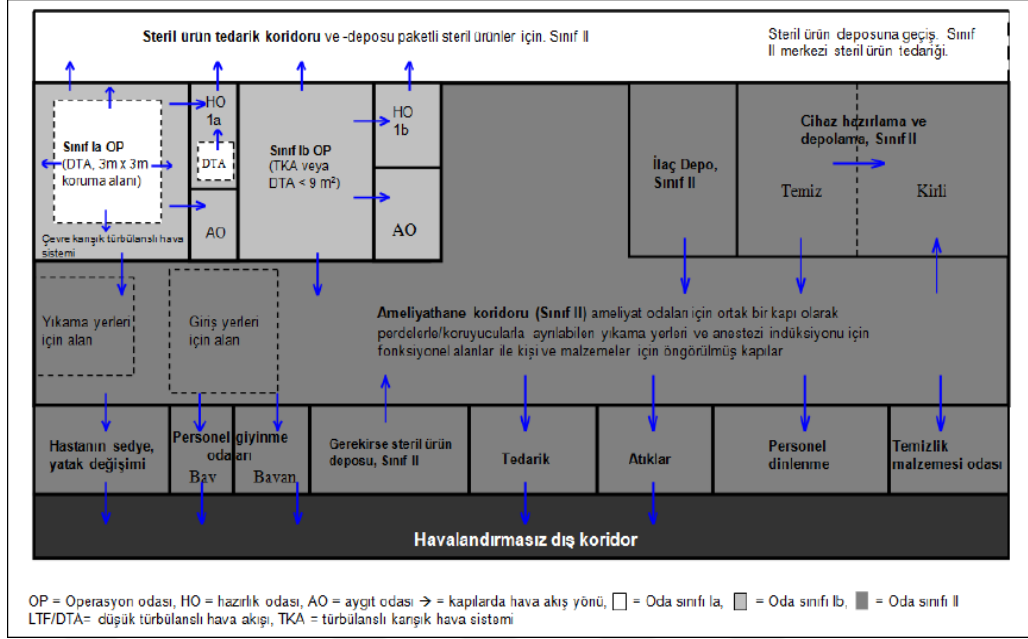 Steril ürün tedarik koridoru ve -deposu paketli steril ürünler için. Sınıf II
Steril ürün deposuna geçiş. Sınıf
II merkezi steril ürün tedariği.
Sınıf Ia OP
(DTA, 3m x 3m
koruma alanı)
Çevre karışık türbülanslı hava
sistemi
HO
1a
DTA
AO
Sınıf Ib OP
(TKA veya
DTA < 9 m²)
HO
1b
AO
İlaç Depo,
Sınıf II
Cihaz hazırlama ve
depolama, Sınıf II
Temiz
Kirli
Yıkama yerleri
için alan
Giriş yerleri
için alan
Ameliyathane koridoru (Sınıf II) ameliyat odaları için ortak bir kapı olarak
perdelerle/koruyucularla ayrılabilen yıkama yerleri ve anestezi indüksiyonu için
fonksiyonel alanlar ile kişi ve malzemeler için öngörülmüş kapılar
Hastanın sedye,
yatak değişimi
Personel giyinme
odaları
Bay
Bayan
Gerekirse steril ürün
deposu, Sınıf II
Tedarik
Atıklar
Personel
dinlenme
Temizlik
malzemesi odası
Havalandırmasız dış koridor
OP = Operasyon odası, HO = hazırlık odası, AO = aygıt odası → = kapılarda hava akış yönü, = Oda sınıfı Ia, = Oda sınıfı Ib, = Oda sınıfı II
LTF/DTA= düşük türbülanslı hava akışı, TKA = türbülanslı karışık hava sistemi